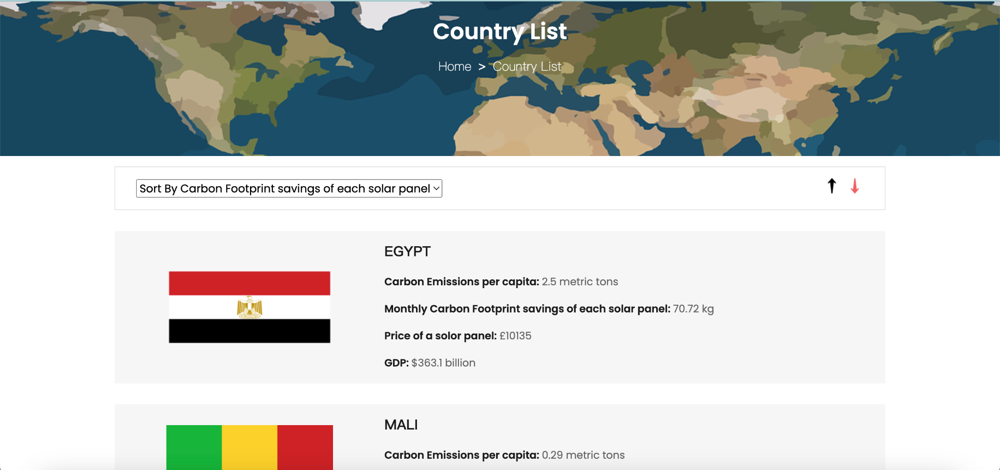 Country List
Home > Country List
Sort By Carbon Footprint savings of each solar panel
EGYPT
Carbon Emissions per capita: 2.5 metric tons
Monthly Carbon Footprint savings of each solar panel: 70.72 kg
Price of a solor panel: £10135
GDP: $363.1 billion
MALI
Carbon Emissions per capita: 0.29 metric tons